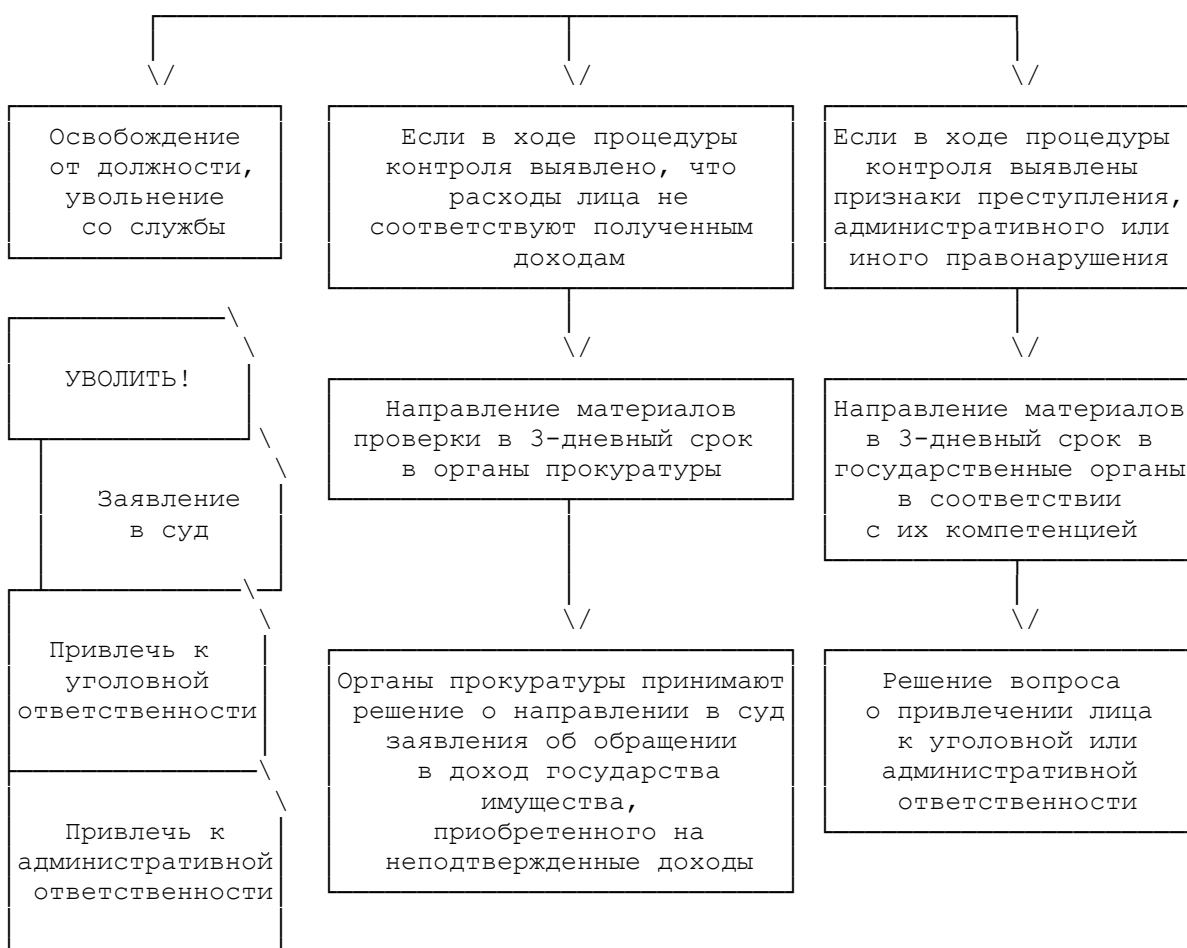 Освобождение
от должности,
увольнение
со службы
Если в ходе процедуры
контроля выявлено, что
расходы лица не
соответствуют полученным
доходам
Если в ходе процедуры
контроля выявлены
признаки преступления,
административного или
иного правонарушения
УВОЛИТЬ!
Заявление
в суд
Привлечь к
уголовной
ответственности
Привлечь к
административной
ответственности
Направление материалов
проверки в 3-дневный срок
в органы прокуратуры
Органы прокуратуры принимают
решение о направлении в суд
заявления об обращении
в доход государства
имущества,
приобретенного на
неподтвержденные доходы
Направление материалов
в 3-дневный срок в
государственные органы
в соответствии
с их компетенцией
Решение вопроса
о привлечении лица
к уголовной или
административной
ответственности